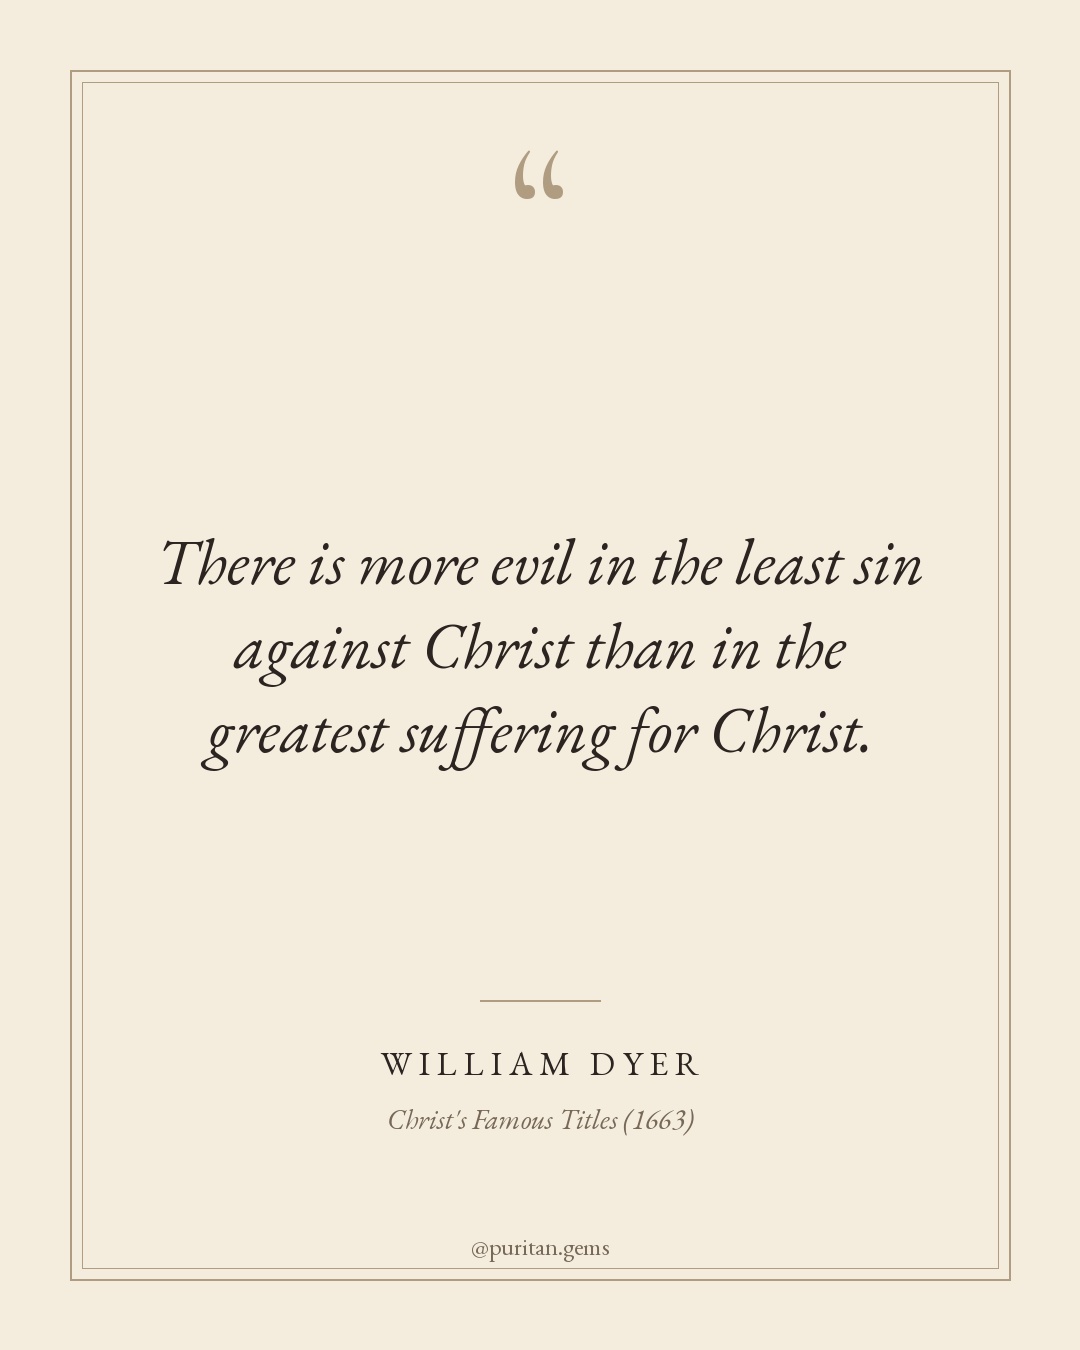 “
There is more evil in the least sin
against Christ than in the
greatest suffering for Christ.
WILLIAM DYER
Christ's Famous Titles (1663)
@puritan.gems